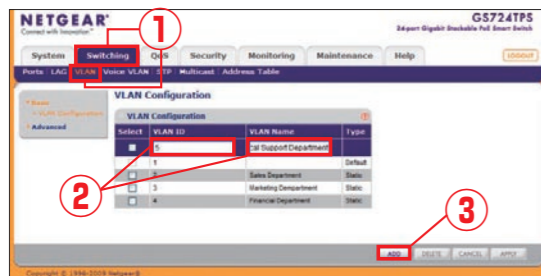 NETGEAR®
Connect with Innovation™
GS724TPS
24-port Gigabit Stackable PoE Smart Switch
1
System Switching QoS Security Monitoring Maintenance Help LOGOUT
Ports LAG VLAN Voice VLAN STP Multicast Address Table
Basic
VLAN Configuration
Advanced
VLAN Configuration
VLAN Configuration
Select VLAN ID VLAN Name Type
5 cal Support Department
1 Default
2 Sales Department Static
3 Marketing Dempartment Static
4 Financial Department Static
2
3
ADD DELETE CANCEL APPLY
Copyright © 1996-2009 Netgear®